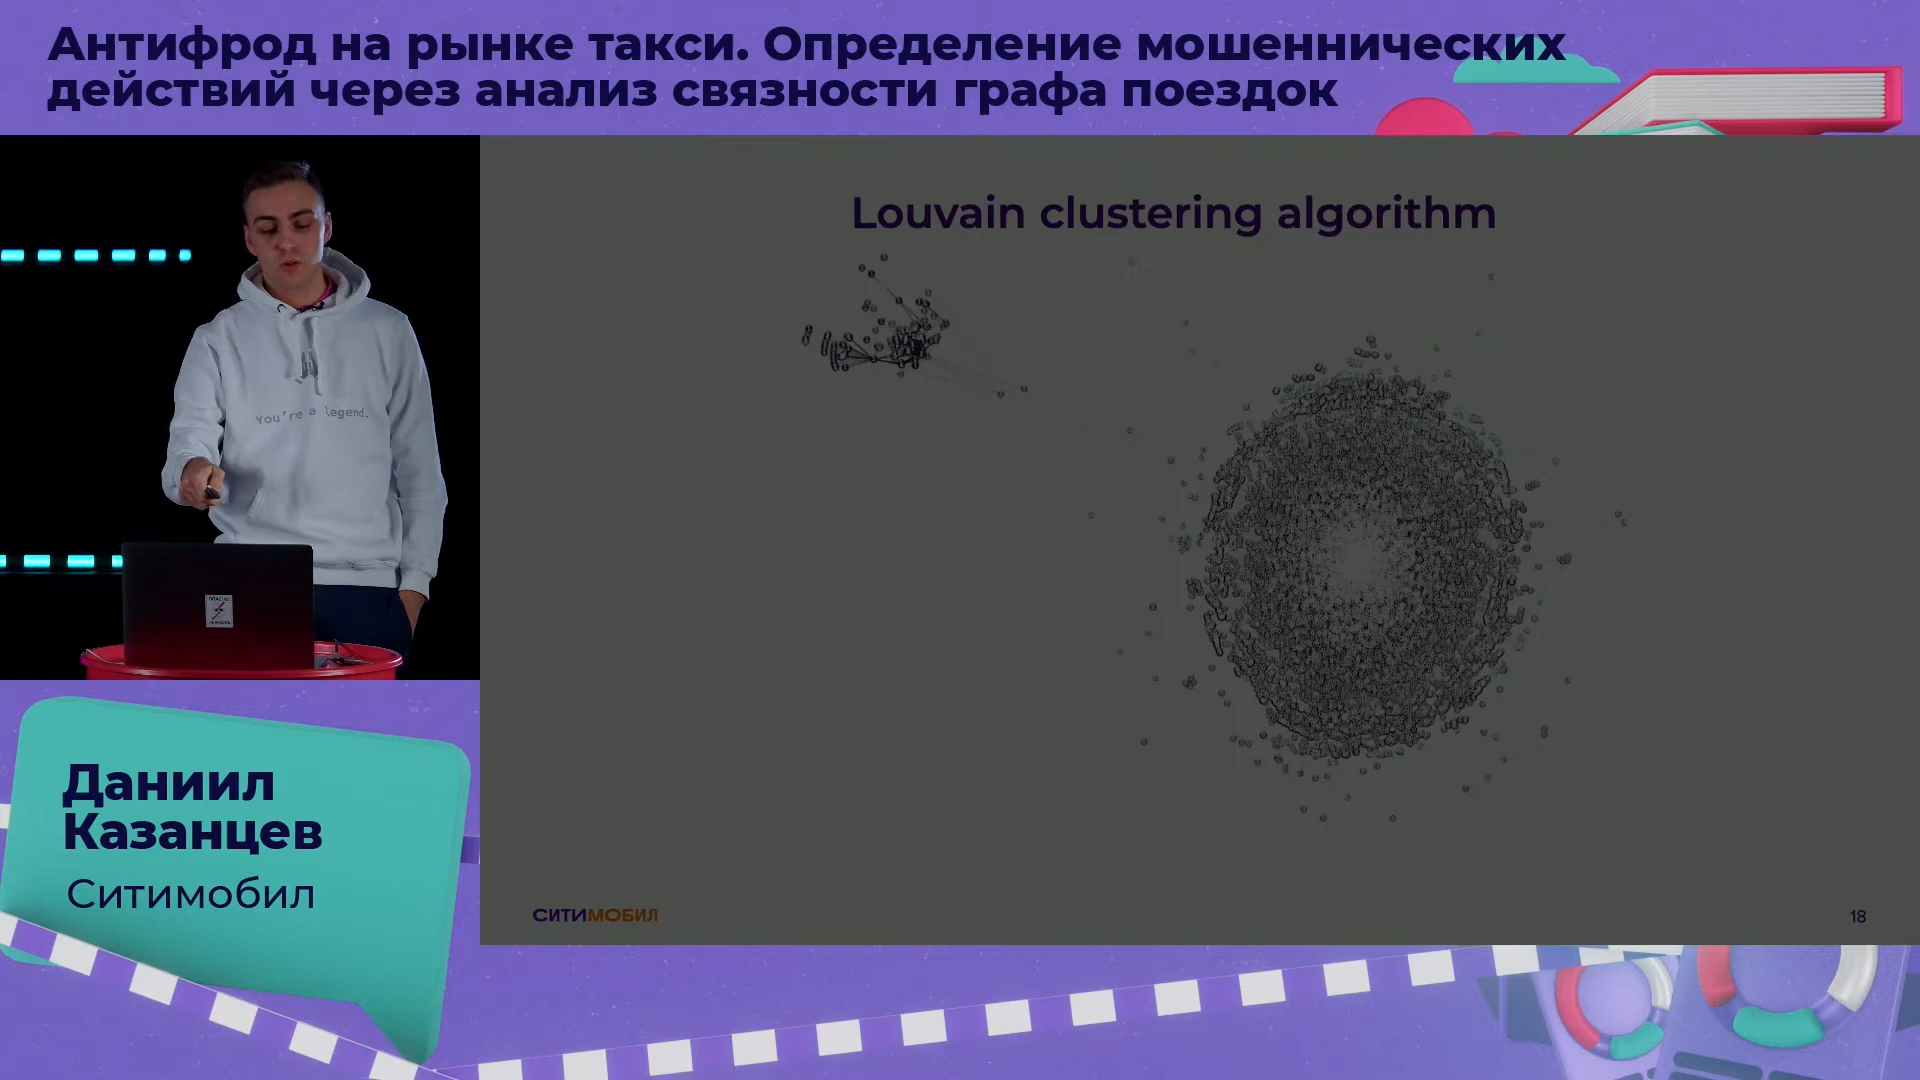 Антифрод на рынке такси. Определение мошеннических
действий через анализ связности графа поездок
Louvain clustering algorithm
You're a legend.
Даниил
Казанцев
Ситимобил
СИТИМОБИЛ
18